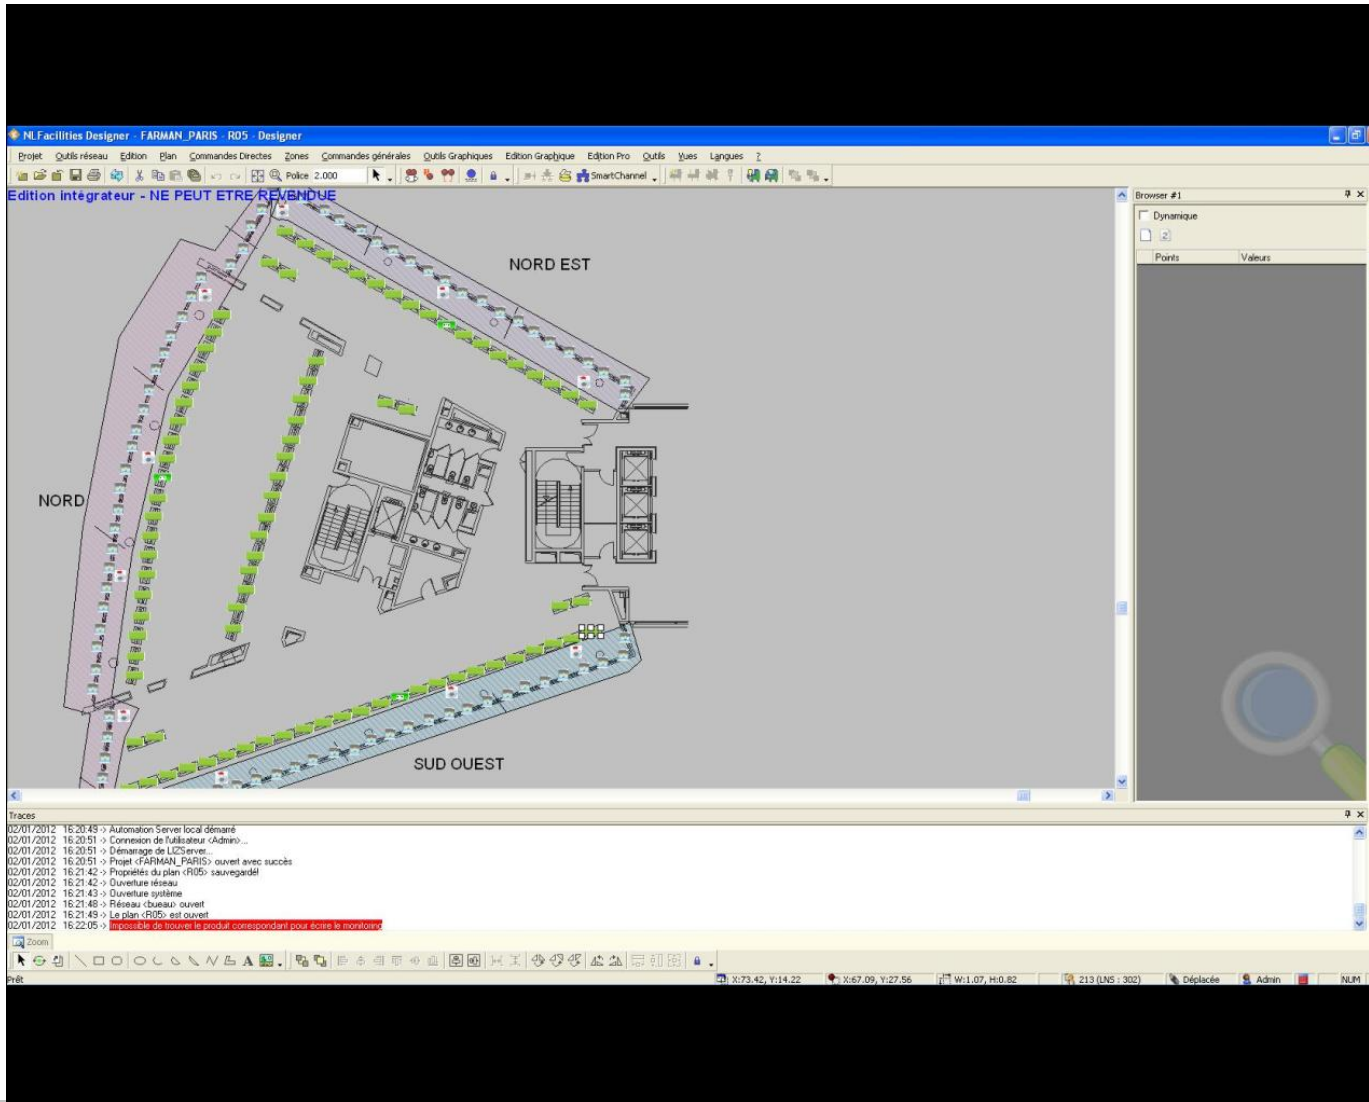 NLFacilities Designer - FARMAN_PARIS - R05 - Designer
Projet Outils réseau Edition Plan Commandes Directes Zones Commandes générales Outils Graphiques Edition Graphique Edition Pro Outils Vues Langues ?
Police 2.000 SmartChannel
Edition intégrateur - NE PEUT ETRE REVENDUE
Browser #1
Dynamique
Points Valeurs
NORD EST
NORD
SUD OUEST
Traces
02/01/2012 16:20:49 -> Automation Server local démarré
02/01/2012 16:20:51 -> Connexion de l'utilisateur <Admin>...
02/01/2012 16:20:51 -> Démarrage de LIZServer...
02/01/2012 16:20:51 -> Projet <FARMAN_PARIS> ouvert avec succès
02/01/2012 16:21:42 -> Propriétés du plan <R05> sauvegardé!
02/01/2012 16:21:42 -> Ouverture réseau
02/01/2012 16:21:43 -> Ouverture système
02/01/2012 16:21:48 -> Réseau <bueau> ouvert
02/01/2012 16:21:49 -> Le plan <R05> est ouvert
02/01/2012 16:22:05 -> Impossible de trouver le produit correspondant pour écrire le monitoring
Zoom
Prêt X:73.42, Y:14.22 X:67.09, Y:27.56 W:1.07, H:0.82 213 (LNS : 302) Déplacée Admin NUM